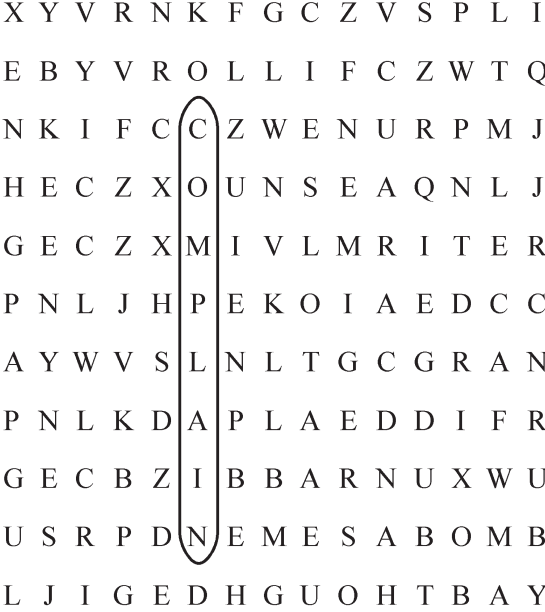 X Y V R N K F G C Z V S P L I
E B Y V R O L L I F C Z W T Q
N K I F C C Z W E N U R P M J
H E C Z X O U N S E A Q N L J
G E C Z X M I V L M R I T E R
P N L J H P E K O I A E D C C
A Y W V S L N L T G C G R A N
P N L K D A P L A E D D I F R
G E C B Z I B B A R N U X W U
U S R P D N E M E S A B O M B
L J I G E D H G U O H T B A Y